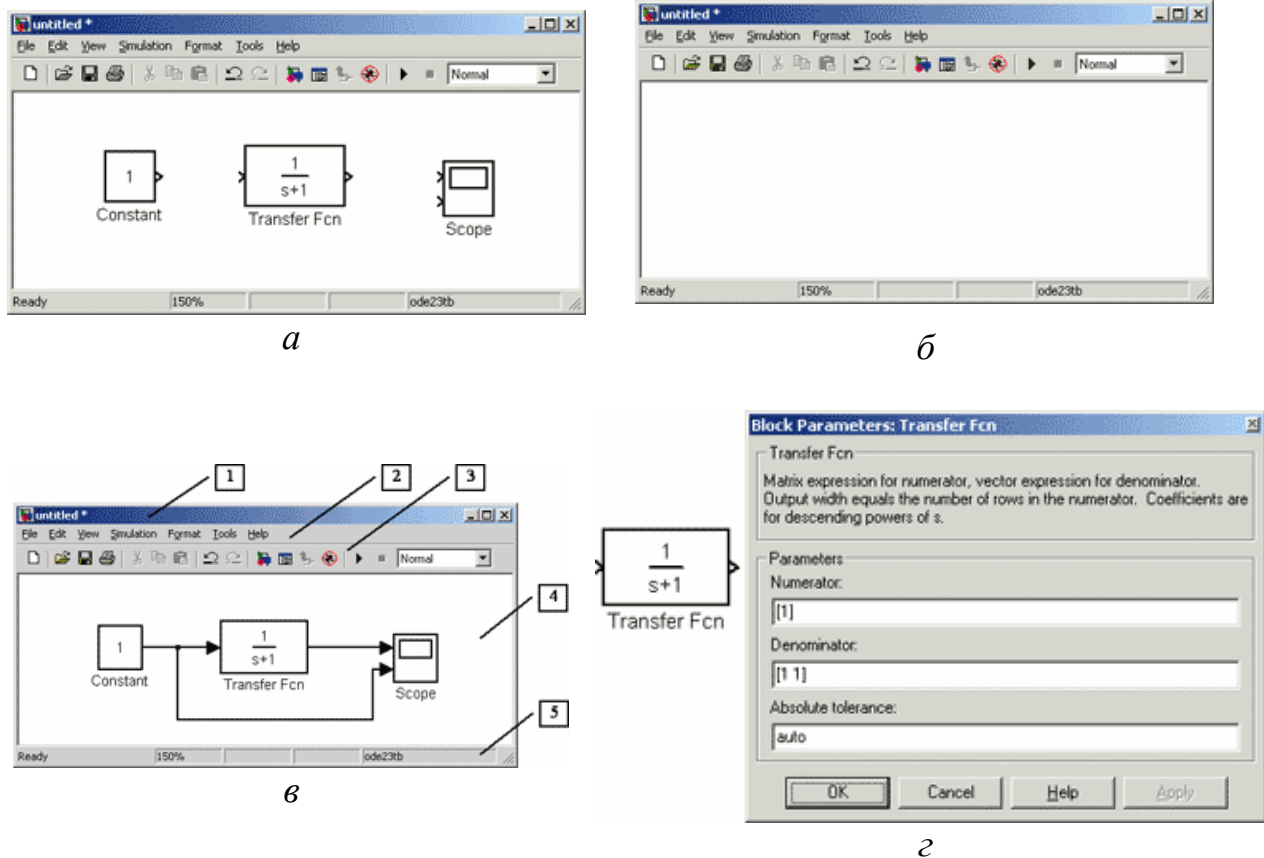 untitled *
File Edit View Simulation Format Tools Help
Normal
1
1
s+1
Constant
Transfer Fcn
Scope
Ready 150% ode23tb
а
untitled *
File Edit View Simulation Format Tools Help
Normal
Ready 150% ode23tb
б
1 2 3
untitled *
File Edit View Simulation Format Tools Help
Normal
4
1
1
s+1
Constant
Transfer Fcn
Scope
5
Ready 150% ode23tb
в
1
s+1
Transfer Fcn
Block Parameters: Transfer Fcn
Transfer Fcn
Matrix expression for numerator, vector expression for denominator.
Output width equals the number of rows in the numerator. Coefficients are
for descending powers of s.
Parameters
Numerator:
[1]
Denominator:
[1 1]
Absolute tolerance:
auto
OK Cancel Help Apply
г